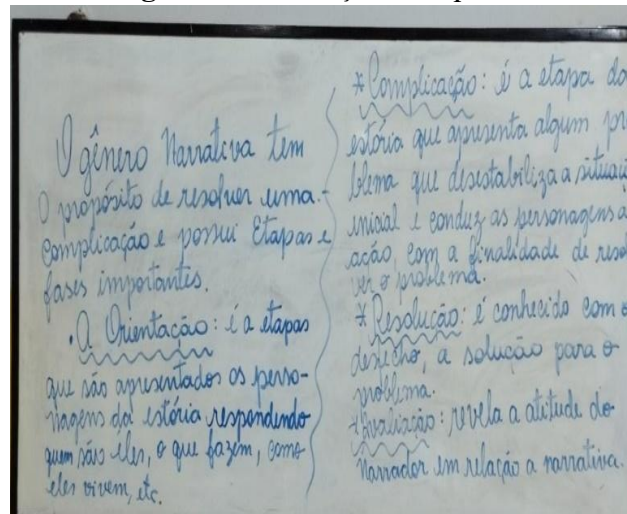 O gênero Narrativa tem
o propósito de resolver uma
complicação e possui Etapas e
fases importantes.
• A Orientação: é a etapas
que são apresentados os perso-
nagens da estória respondendo
quem são eles, o que fazem, como
eles vivem, etc.
* Complicação: é a etapa da
estória que apresenta algum pro
blema que desestabiliza a situaçã
inicial e conduz as personagens a
ação, com a finalidade de resol
ver o problema.
* Resolução: é conhecido com o
desfecho, a solução para o
problema.
* Avaliação: revela a atitude do
Narrador em relação a narrativa.